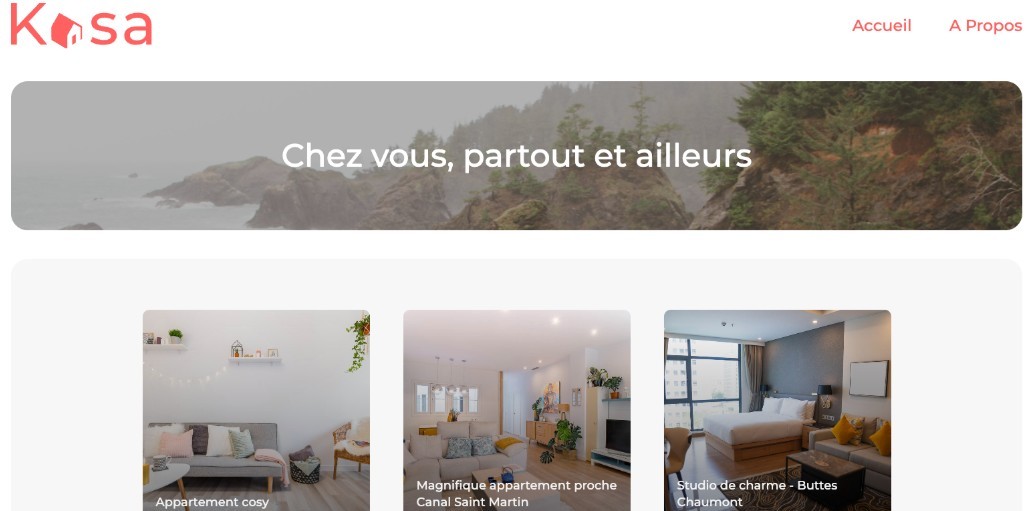 Kasa
Accueil
A Propos
Chez vous, partout et ailleurs
Appartement cosy
Magnifique appartement proche
Canal Saint Martin
Studio de charme - Buttes
Chaumont